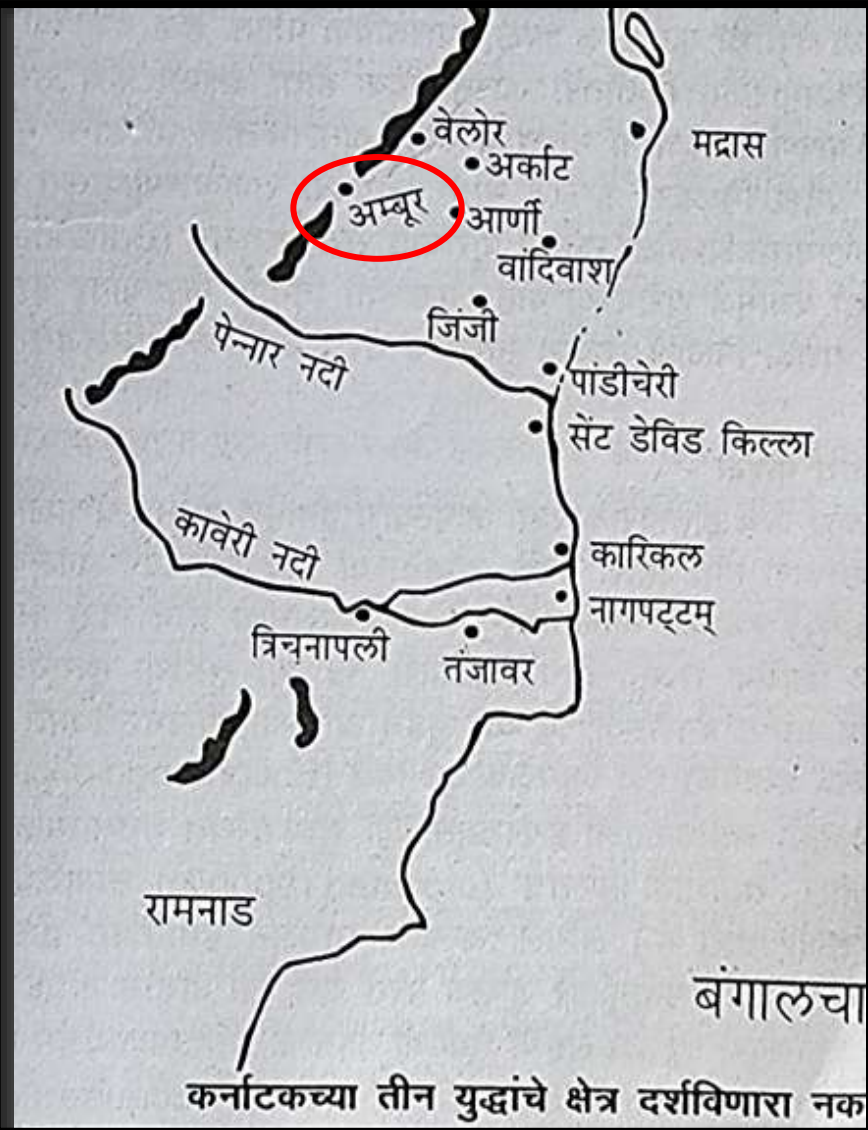 वेलोर
अर्काट
मद्रास
अम्बूर
आर्णी
वांदिवाश
जिंजी
पेन्नार नदी
पांडीचेरी
सेंट डेविड किल्ला
कावेरी नदी
कारिकल
नागपट्टम्
त्रिचनापली
तंजावर
रामनाड
बंगालचा
कर्नाटकच्या तीन युद्धांचे क्षेत्र दर्शविणारा नक